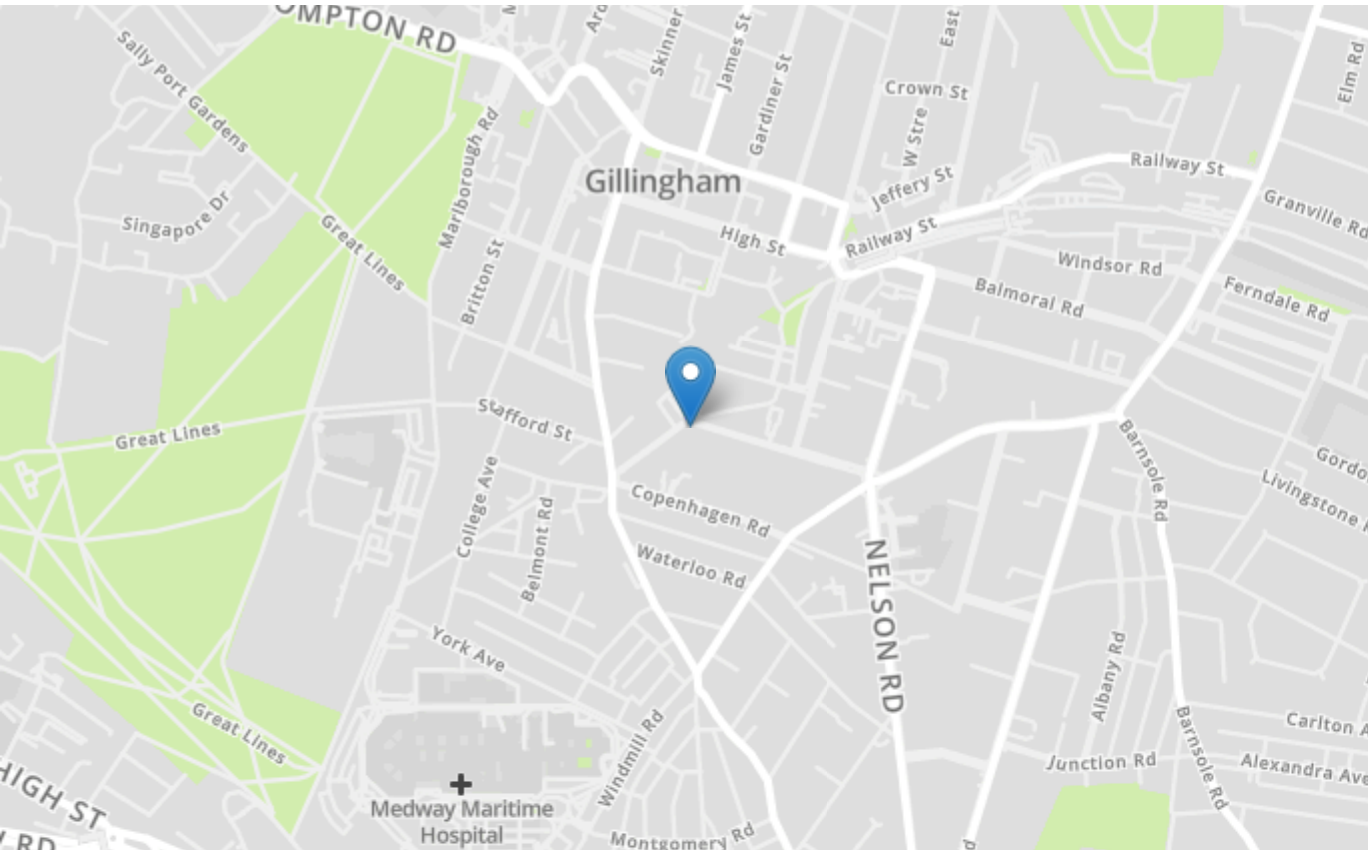 OMPTON RD
Skinner
James St
East
Elm Rd
Sally Port Gardens
Gardiner St
Crown St
W Stre
Marlborough Rd
Gillingham
Railway St
Jeffery St
Singapore Dr
Great Lines
High St
Railway St
Granville Rd
Britton St
Windsor Rd
Balmoral Rd
Ferndale Rd
Stafford St
Great Lines
Barnsole Rd
Gordo
College Ave
Belmont Rd
Copenhagen Rd
Livingstone
Waterloo Rd
NELSON RD
York Ave
Albany Rd
Great Lines
Windmill Rd
Barnsole Rd
Carlton A
Junction Rd
Alexandra Ave
HIGH ST
Medway Maritime
Hospital
Montgomery Rd
RD